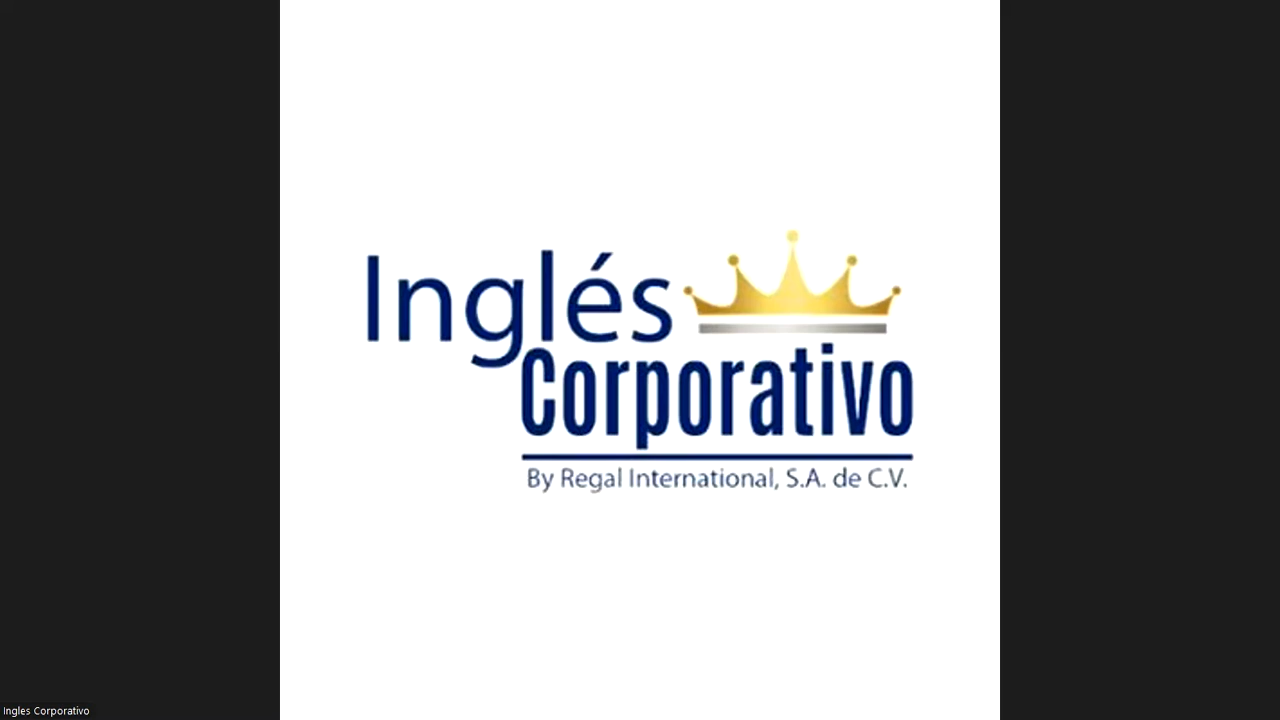 Inglés
Corporativo
By Regal International, S.A. de C.V.
Ingles Corporativo